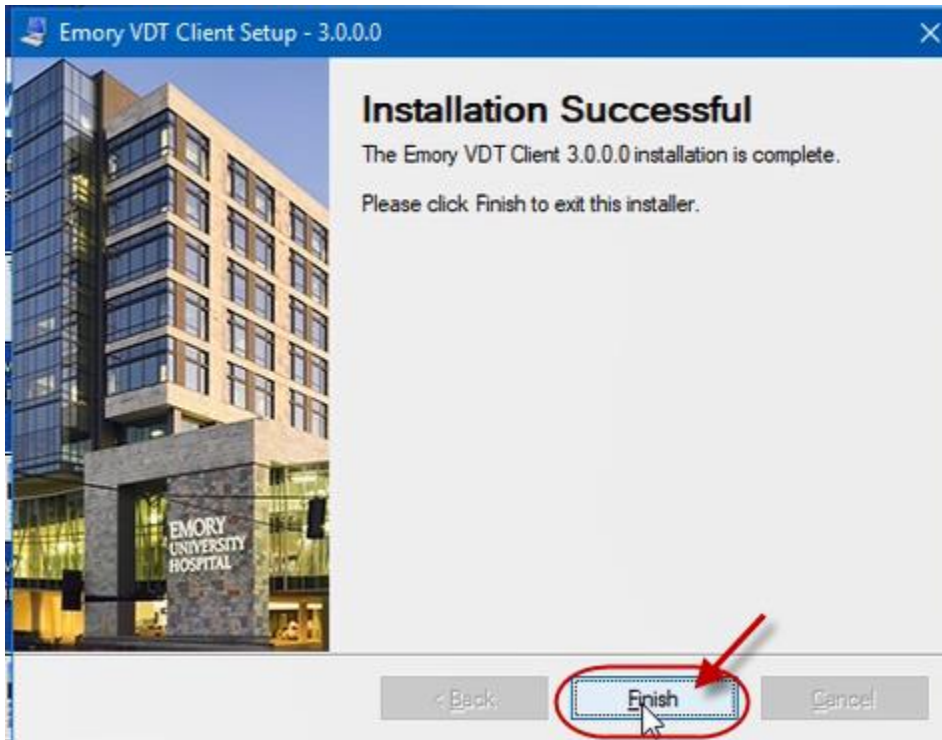 Emory VDT Client Setup - 3.0.0.0
Installation Successful
The Emory VDT Client 3.0.0.0 installation is complete.
Please click Finish to exit this installer.
EMORY
UNIVERSITY
HOSPITAL
< Back
Finish
Cancel